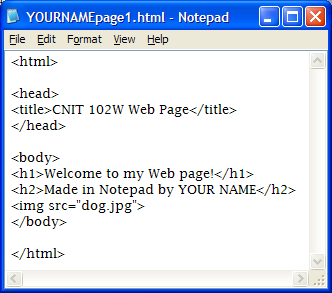 YOURNAMEpage1.html - Notepad
File Edit Format View Help
<html>
<head>
<title>CNIT 102W Web Page</title>
</head>
<body>
<h1>Welcome to my Web page!</h1>
<h2>Made in Notepad by YOUR NAME</h2>
<img src="dog.jpg">
</body>
</html>